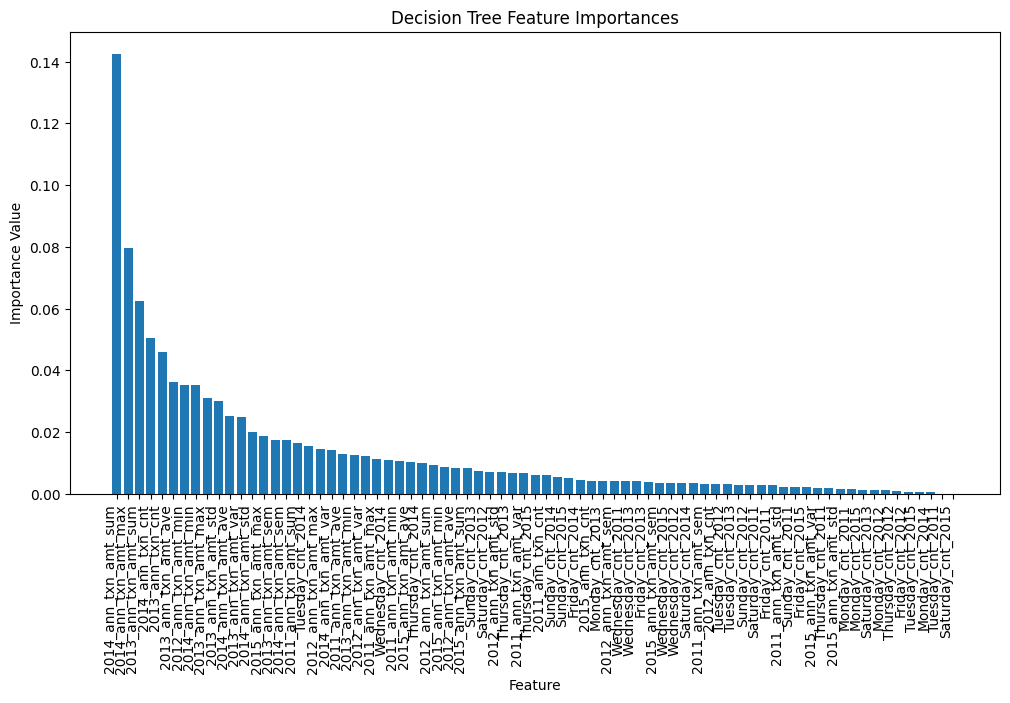 Decision Tree Feature Importances
Importance Value
0.14
0.12
0.10
0.08
0.06
0.04
0.02
0.00
2014_ann_txn_amt_sum
2014_ann_txn_amt_max
2013_ann_txn_amt_sum
2014_ann_txn_cnt
2013_ann_txn_cnt
2013_ann_txn_amt_ave
2012_ann_txn_amt_min
2014_ann_txn_amt_min
2013_ann_txn_amt_max
2013_ann_txn_amt_std
2014_ann_txn_amt_ave
2013_ann_txn_amt_var
2014_ann_txn_amt_std
2015_ann_txn_amt_max
2013_ann_txn_amt_sem
2014_ann_txn_amt_sem
2011_ann_txn_amt_sum
Tuesday_cnt_2014
2012_ann_txn_amt_max
2014_ann_txn_amt_var
2011_ann_txn_amt_ave
2013_ann_txn_amt_min
2012_ann_txn_amt_var
2011_ann_txn_amt_max
Wednesday_cnt_2014
2011_ann_txn_amt_min
2015_ann_txn_amt_ave
Thursday_cnt_2014
2012_ann_txn_amt_sum
2015_ann_txn_amt_min
2012_ann_txn_amt_ave
2015_ann_txn_amt_sum
Sunday_cnt_2013
Saturday_cnt_2012
2012_ann_txn_amt_std
Thursday_cnt_2013
2011_ann_txn_amt_var
Thursday_cnt_2015
2011_ann_txn_cnt
Sunday_cnt_2014
Saturday_cnt_2011
Friday_cnt_2014
2015_ann_txn_cnt
Monday_cnt_2013
2012_ann_txn_amt_sem
Wednesday_cnt_2011
Wednesday_cnt_2013
Friday_cnt_2013
2015_ann_txn_amt_sem
Wednesday_cnt_2015
Wednesday_cnt_2012
Saturday_cnt_2014
2011_ann_txn_amt_sem
2012_ann_txn_cnt
Tuesday_cnt_2012
Tuesday_cnt_2013
Sunday_cnt_2012
Sunday_cnt_2011
Friday_cnt_2011
2011_ann_txn_amt_std
Sunday_cnt_2015
Friday_cnt_2015
2015_ann_txn_amt_var
Thursday_cnt_2011
2015_ann_txn_amt_std
Monday_cnt_2011
Monday_cnt_2015
Saturday_cnt_2013
Monday_cnt_2012
Thursday_cnt_2012
Friday_cnt_2012
Tuesday_cnt_2015
Monday_cnt_2014
Tuesday_cnt_2011
Saturday_cnt_2015
Feature